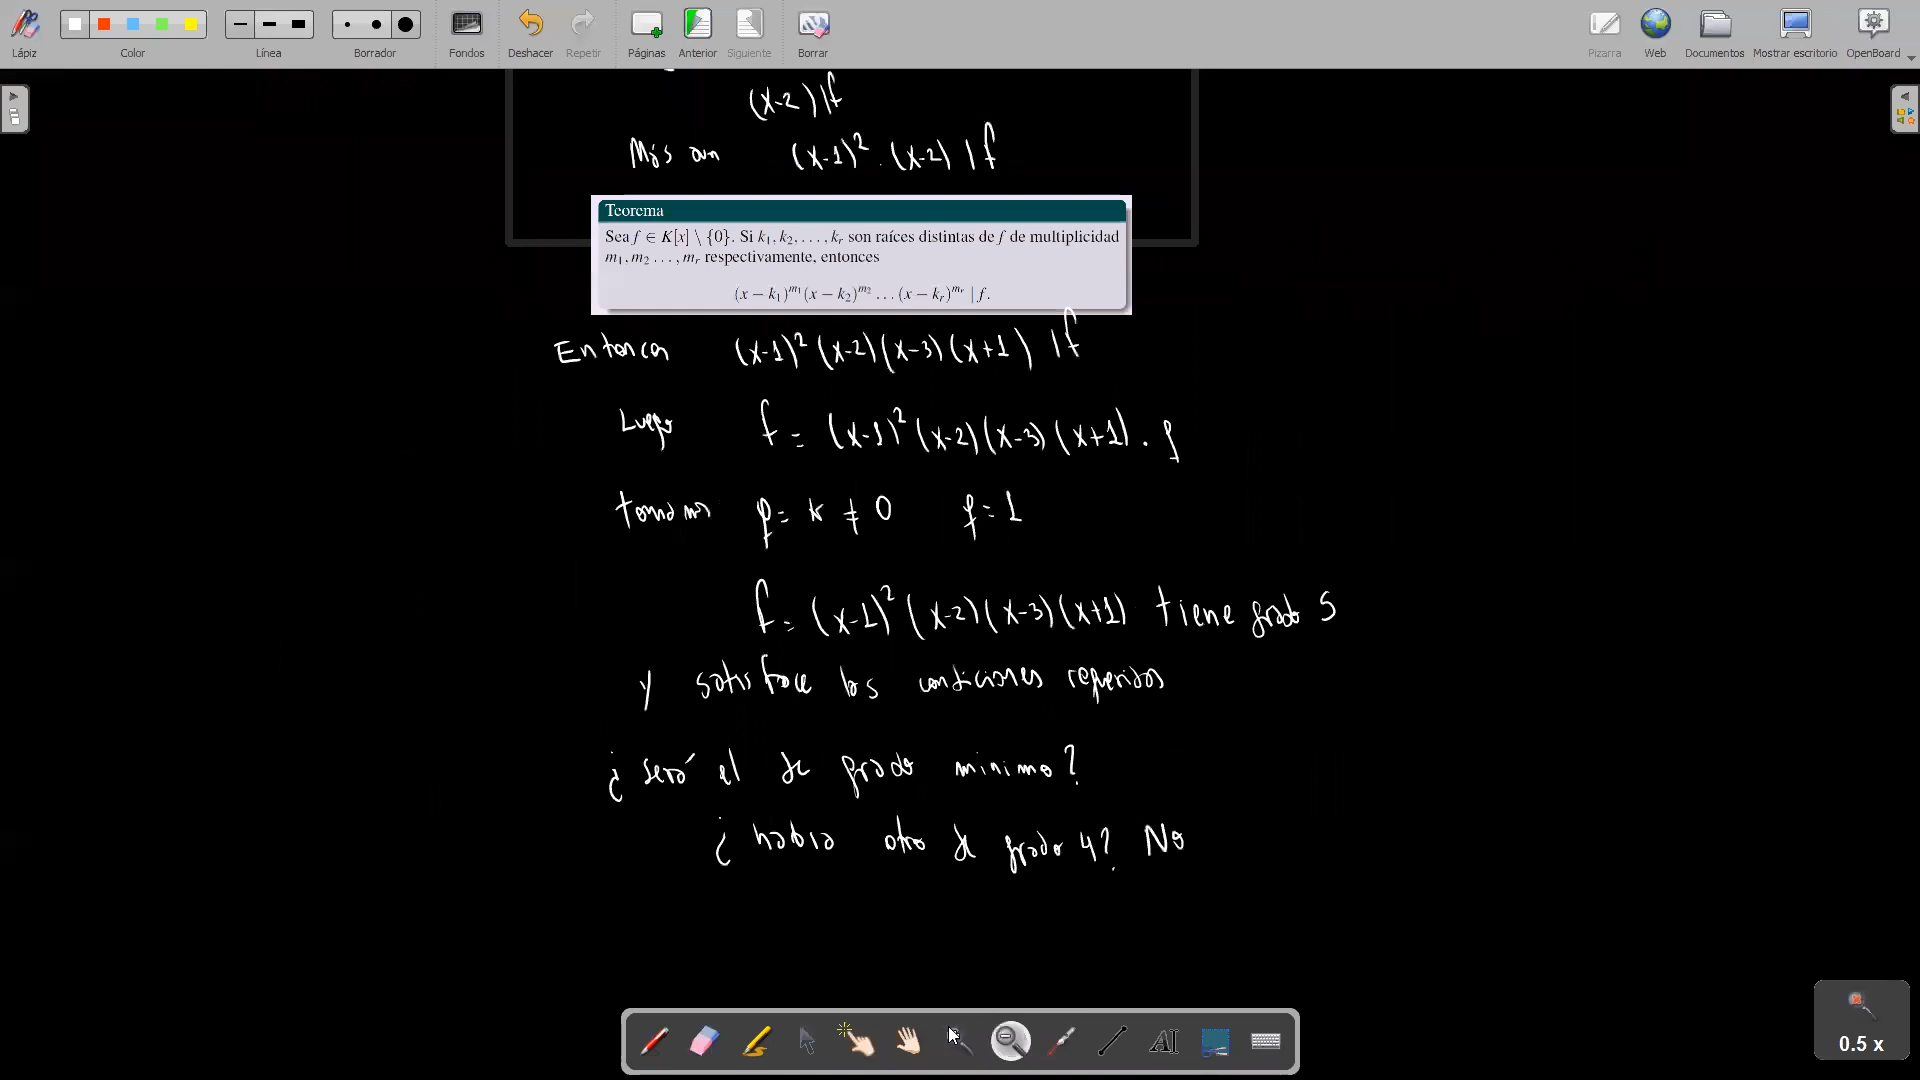 Lápiz
Color
Línea
Borrador
Fondos
Deshacer
Repetir
Páginas
Anterior
Siguiente
Borrar
Pizarra
Web
Documentos
Mostrar escritorio
OpenBoard
(x-2) | f
Más aun (x-1)² . (x-2) | f
Teorema
Sea f ∈ K[x] \ {0}. Si k₁, k₂, . . . , kᵣ son raíces distintas de f de multiplicidad
m₁, m₂ . . . , mᵣ respectivamente, entonces
(x − k₁)^m₁ (x − k₂)^m₂ . . . (x − kᵣ)^mᵣ | f.
Entonces (x-1)² (x-2)(x-3)(x+1) | f
Luego f = (x-1)² (x-2)(x-3)(x+1) . q
tomamos q = k ≠ 0 q = 1
f = (x-1)² (x-2)(x-3)(x+1) tiene grado 5
y satisface las condiciones requeridas
¿ será el de grado minimo?
¿ habrá otro de grado 4? No
0.5 x